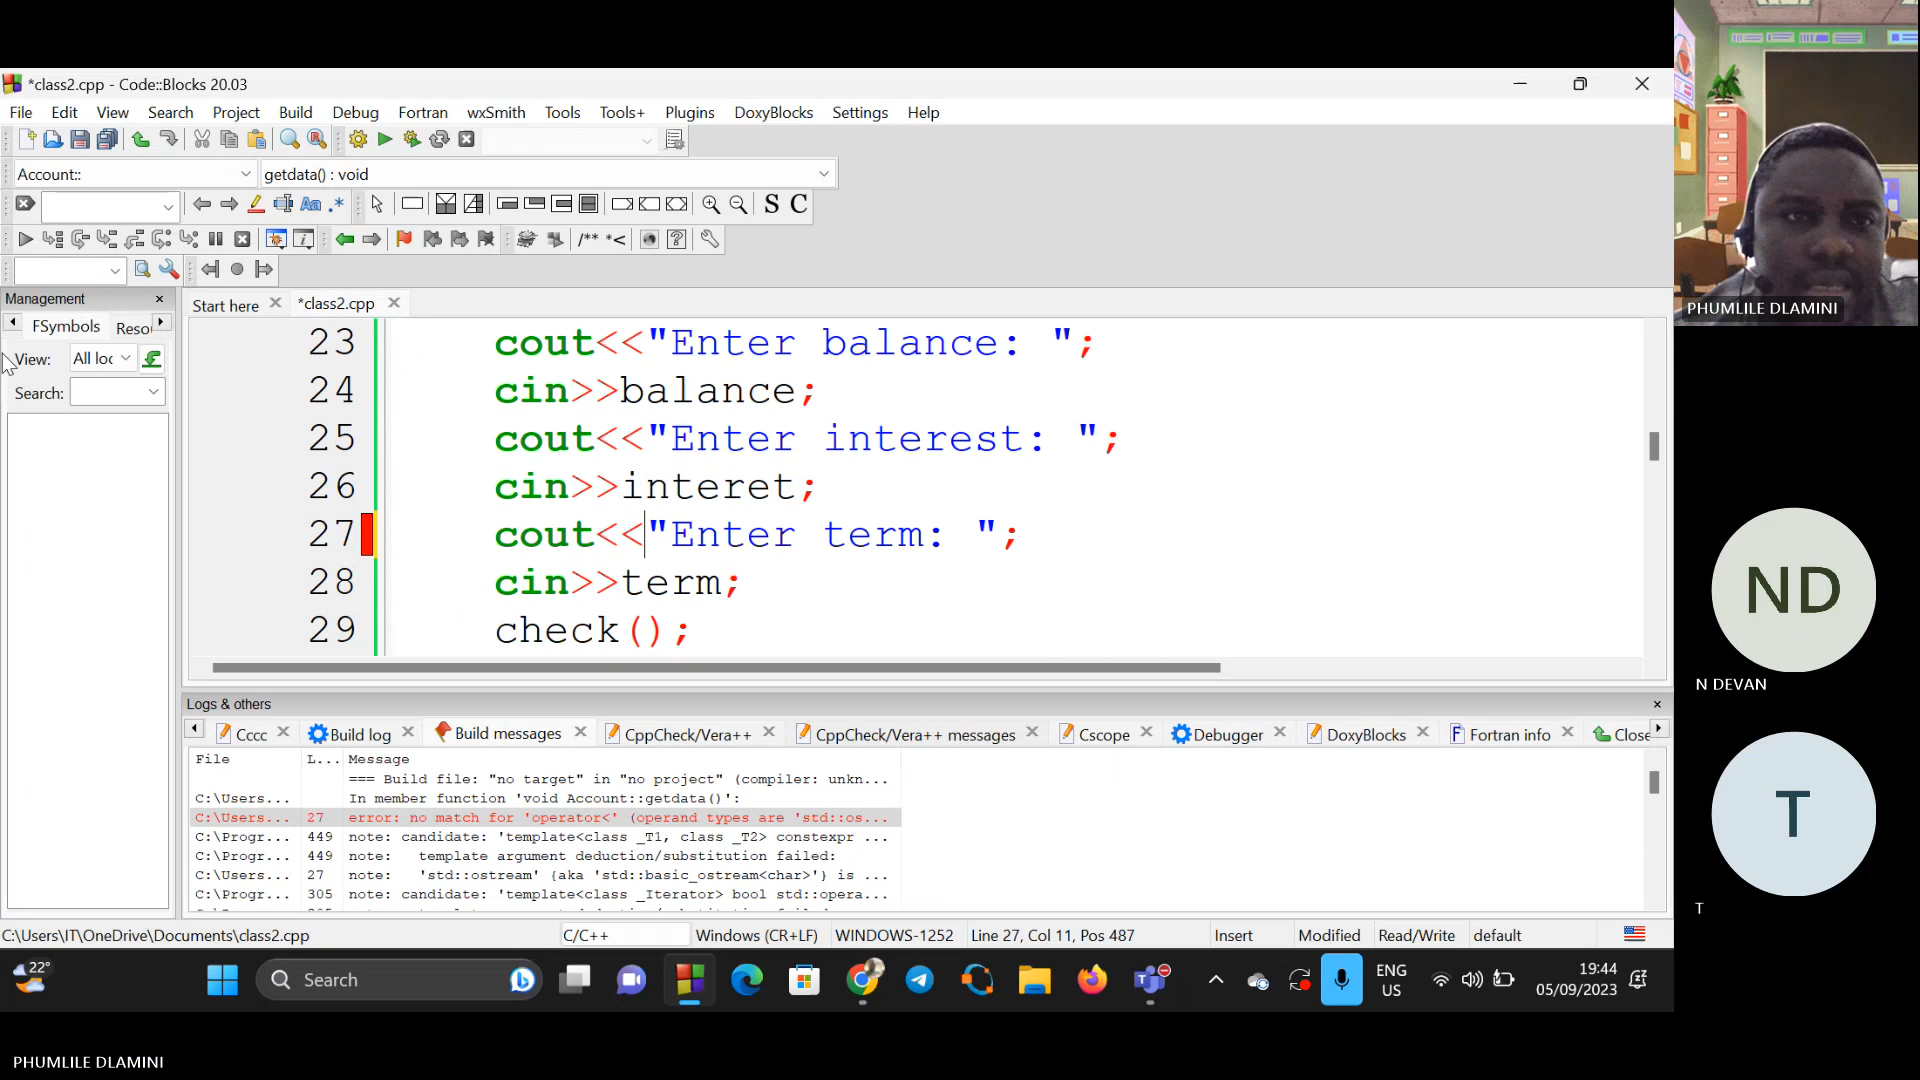 *class2.cpp - Code::Blocks 20.03
File Edit View Search Project Build Debug Fortran wxSmith Tools Tools+ Plugins DoxyBlocks Settings Help
Account:: getdata() : void
Aa .* S C
/** *<
Management
FSymbols Reso
View: All loc
Search:
Start here *class2.cpp
23 cout<<"Enter balance: ";
24 cin>>balance;
25 cout<<"Enter interest: ";
26 cin>>interet;
27 cout<<"Enter term: ";
28 cin>>term;
29 check();
Logs & others
Cccc Build log Build messages CppCheck/Vera++ CppCheck/Vera++ messages Cscope Debugger DoxyBlocks Fortran info Close
File L... Message
=== Build file: "no target" in "no project" (compiler: unkn...
C:\Users... In member function 'void Account::getdata()':
C:\Users... 27 error: no match for 'operator<' (operand types are 'std::os...
C:\Progr... 449 note: candidate: 'template<class _T1, class _T2> constexpr ...
C:\Progr... 449 note: template argument deduction/substitution failed:
C:\Users... 27 note: 'std::ostream' {aka 'std::basic_ostream<char>'} is ...
C:\Progr... 305 note: candidate: 'template<class _Iterator> bool std::opera...
C:\Users\IT\OneDrive\Documents\class2.cpp C/C++ Windows (CR+LF) WINDOWS-1252 Line 27, Col 11, Pos 487 Insert Modified Read/Write default
22° Search ENG US 19:44 05/09/2023
PHUMLILE DLAMINI
ND
N DEVAN
T
T
PHUMLILE DLAMINI